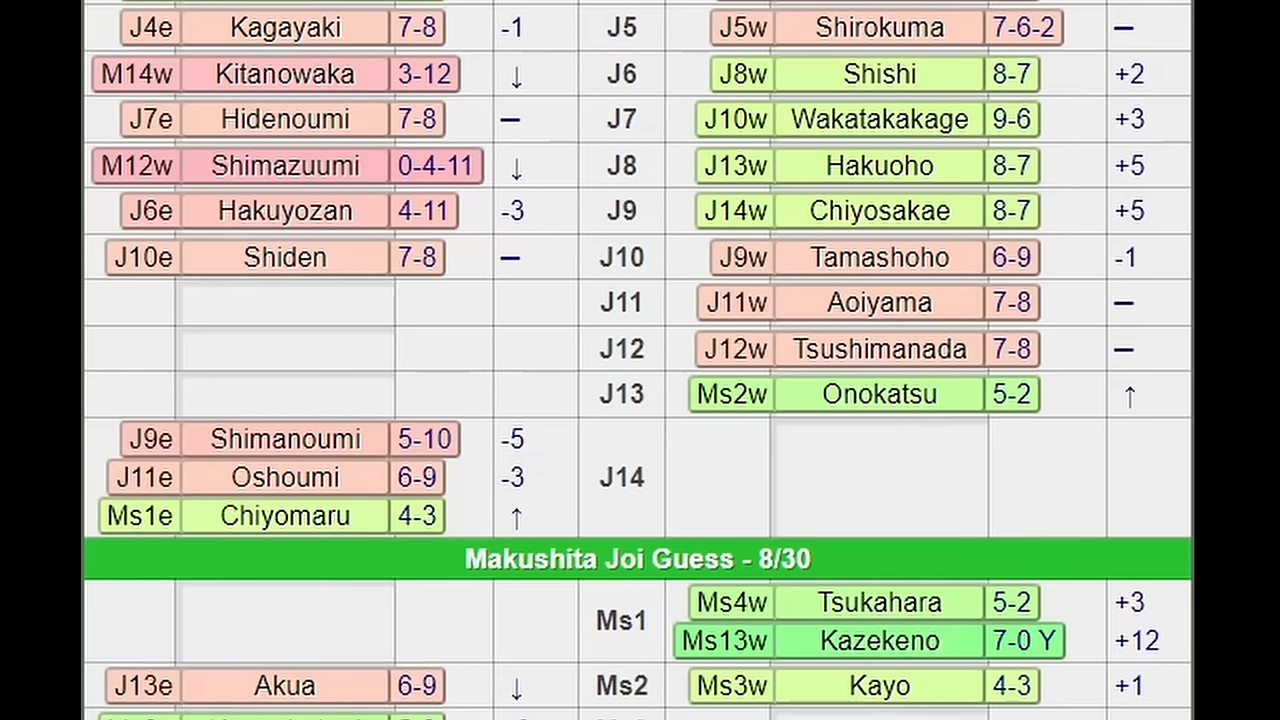 J4e Kagayaki 7-8 -1 J5 J5w Shirokuma 7-6-2 —
M14w Kitanowaka 3-12 ↓ J6 J8w Shishi 8-7 +2
J7e Hidenoumi 7-8 — J7 J10w Wakatakakage 9-6 +3
M12w Shimazuumi 0-4-11 ↓ J8 J13w Hakuoho 8-7 +5
J6e Hakuyozan 4-11 -3 J9 J14w Chiyosakae 8-7 +5
J10e Shiden 7-8 — J10 J9w Tamashoho 6-9 -1
J11 J11w Aoiyama 7-8 —
J12 J12w Tsushimanada 7-8 —
J13 Ms2w Onokatsu 5-2 ↑
J9e Shimanoumi 5-10 -5
J11e Oshoumi 6-9 -3 J14
Ms1e Chiyomaru 4-3 ↑
Makushita Joi Guess - 8/30
Ms1 Ms4w Tsukahara 5-2 +3
Ms13w Kazekeno 7-0 Y +12
J13e Akua 6-9 ↓ Ms2 Ms3w Kayo 4-3 +1